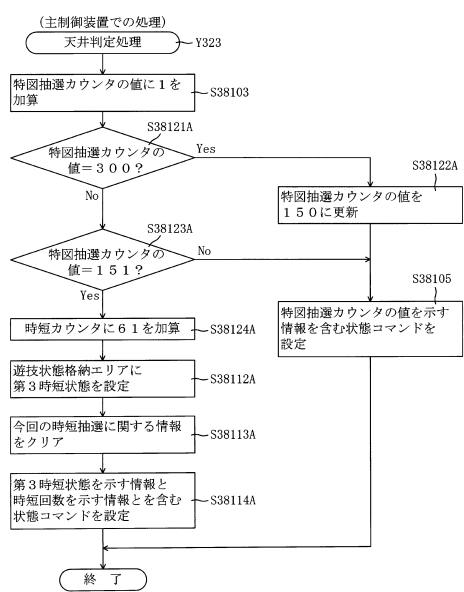 (主制御装置での処理)
天井判定処理
Y323
特図抽選カウンタの値に1を
加算
S38103
S38121A
特図抽選カウンタの
値=300?
Yes
No
S38122A
特図抽選カウンタの値を
150に更新
S38123A
特図抽選カウンタの
値=151?
No
Yes
S38105
特図抽選カウンタの値を示す
情報を含む状態コマンドを
設定
時短カウンタに61を加算
S38124A
遊技状態格納エリアに
第3時短状態を設定
S38112A
今回の時短抽選に関する情報
をクリア
S38113A
第3時短状態を示す情報と
時短回数を示す情報とを含む
状態コマンドを設定
S38114A
終 了